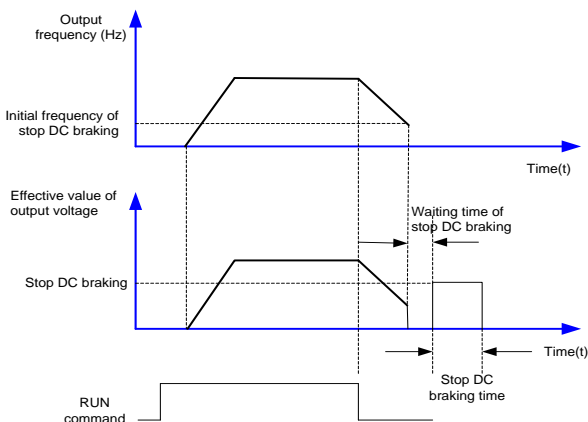 Output
frequency (Hz)
Initial frequency of
stop DC braking
Time(t)
Effective value of
output voltage
Waiting time of
stop DC braking
Stop DC braking
Time(t)
Stop DC
braking time
RUN
command